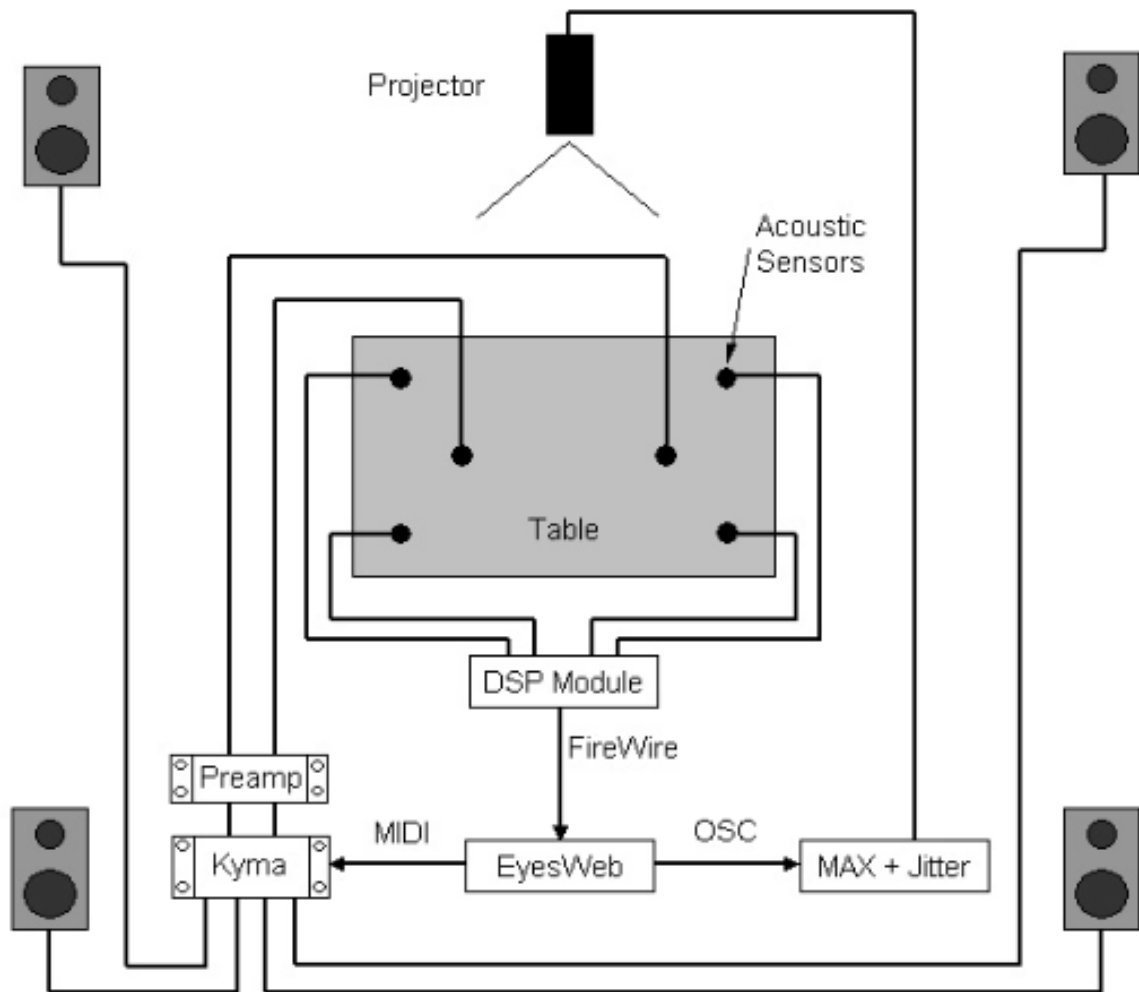 Projector
Acoustic
Sensors
Table
DSP Module
FireWire
Preamp
MIDI
OSC
Kyma
EyesWeb
MAX + Jitter